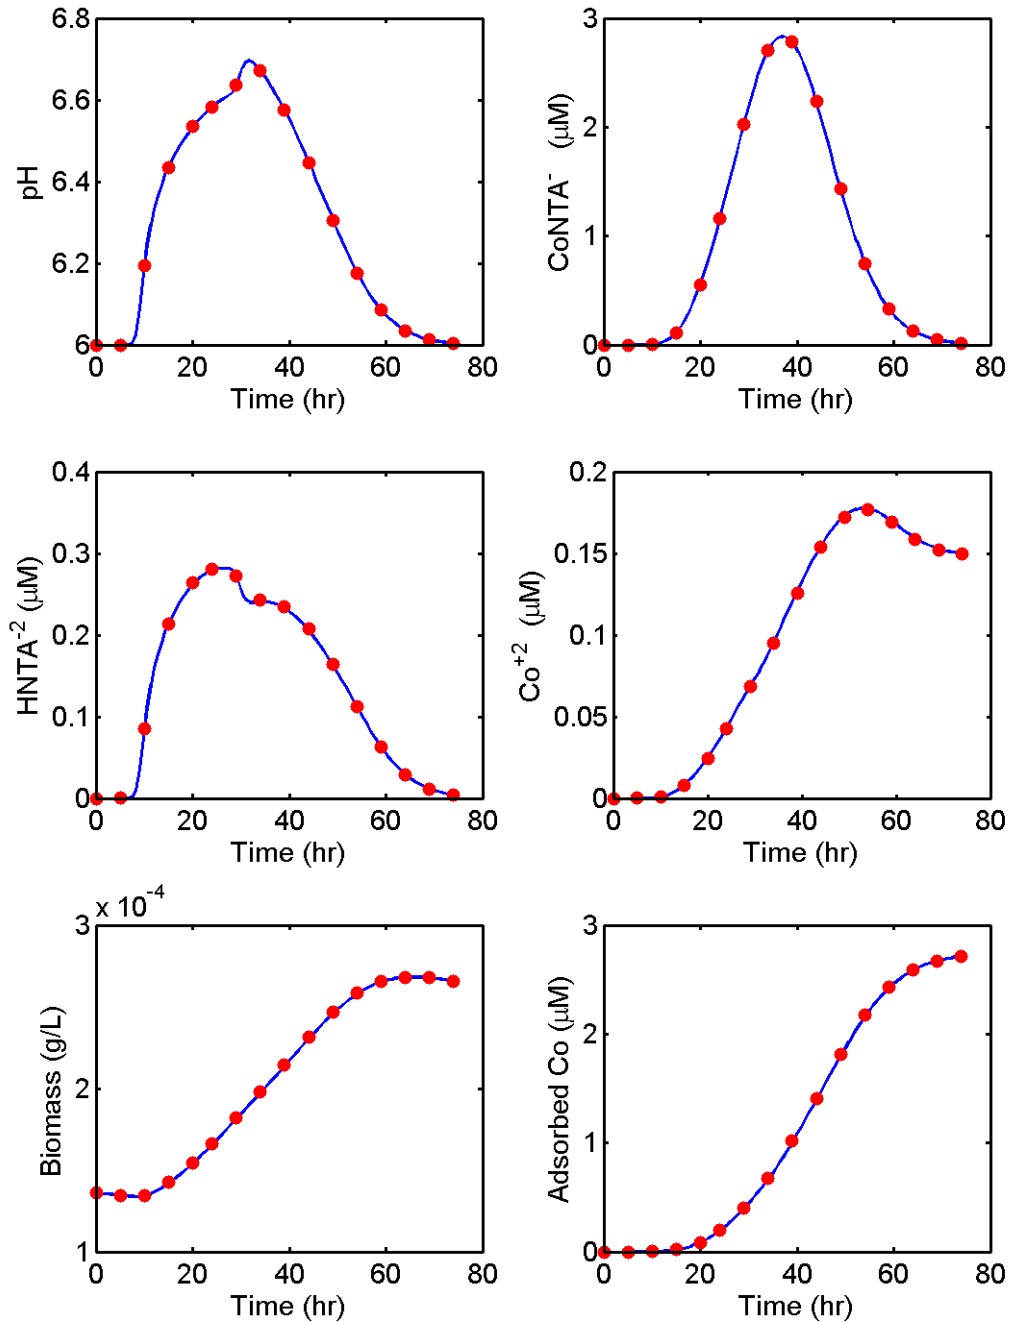 6.8
6.6
6.4
6.2
6
pH
0 20 40 60 80
Time (hr)
3
2
1
0
CoNTA⁻ (μM)
0 20 40 60 80
Time (hr)
0.4
0.3
0.2
0.1
0
HNTA⁻² (μM)
0 20 40 60 80
Time (hr)
0.2
0.15
0.1
0.05
0
Co⁺² (μM)
0 20 40 60 80
Time (hr)
x 10⁻⁴
3
2
1
Biomass (g/L)
0 20 40 60 80
Time (hr)
3
2
1
0
Adsorbed Co (μM)
0 20 40 60 80
Time (hr)